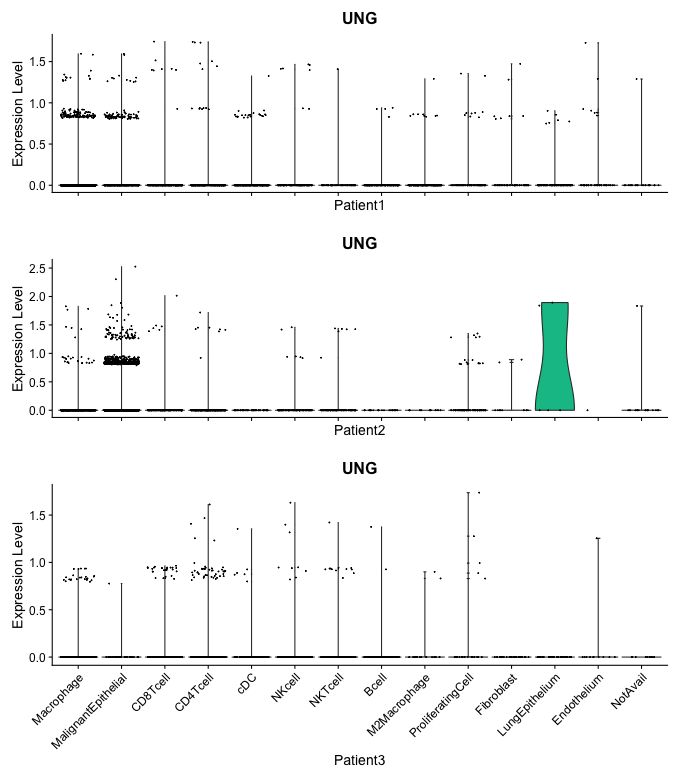 UNG
Expression Level
1.5
1.0
0.5
0.0
Patient1
UNG
Expression Level
2.5
2.0
1.5
1.0
0.5
0.0
Patient2
UNG
Expression Level
1.5
1.0
0.5
0.0
Macrophage
MalignantEpithelial
CD8Tcell
CD4Tcell
cDC
NKcell
NKTcell
Bcell
M2Macrophage
ProliferatingCell
Fibroblast
LungEpithelium
Endothelium
NotAvail
Patient3